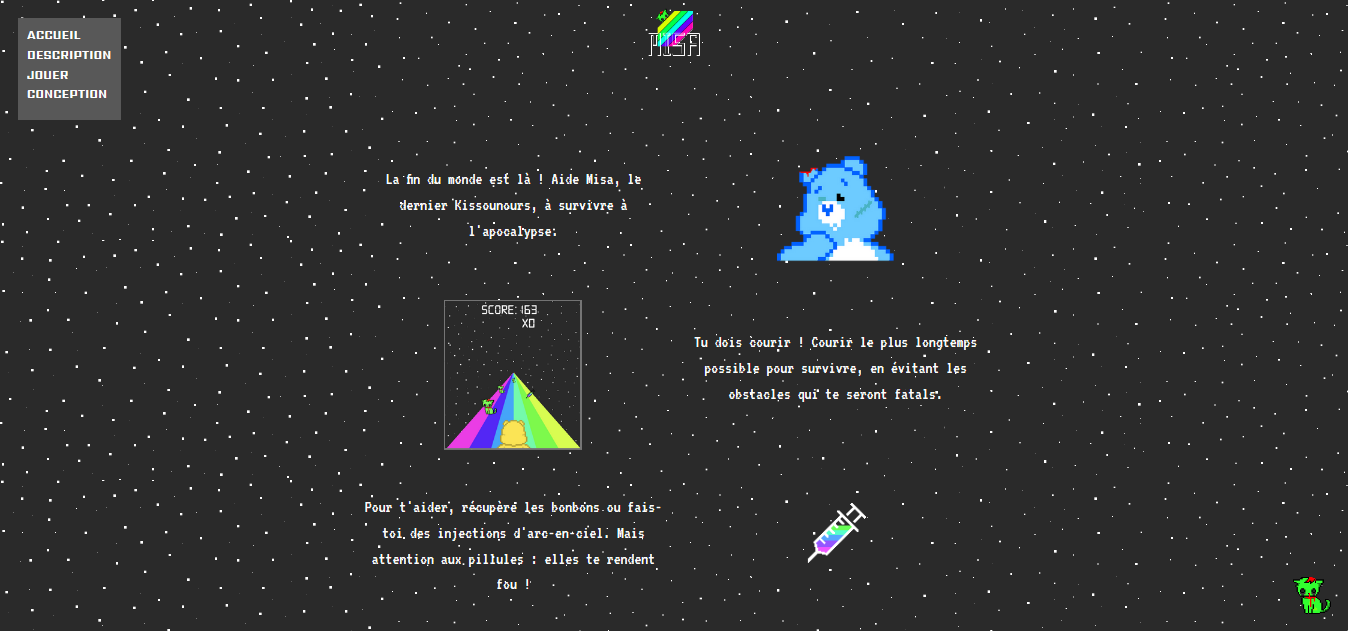 ACCUEIL
DESCRIPTION
JOUER
CONCEPTION
MISA
La fin du monde est là ! Aide Misa, le
dernier Kissounours, à survivre à
l'apocalypse.
SCORE: 163
X0
Tu dois courir ! Courir le plus longtemps
possible pour survivre, en évitant les
obstacles qui te seront fatals.
Pour t'aider, récupère les bonbons ou fais-
toi des injections d'arc-en-ciel. Mais
attention aux pillules : elles te rendent
fou !